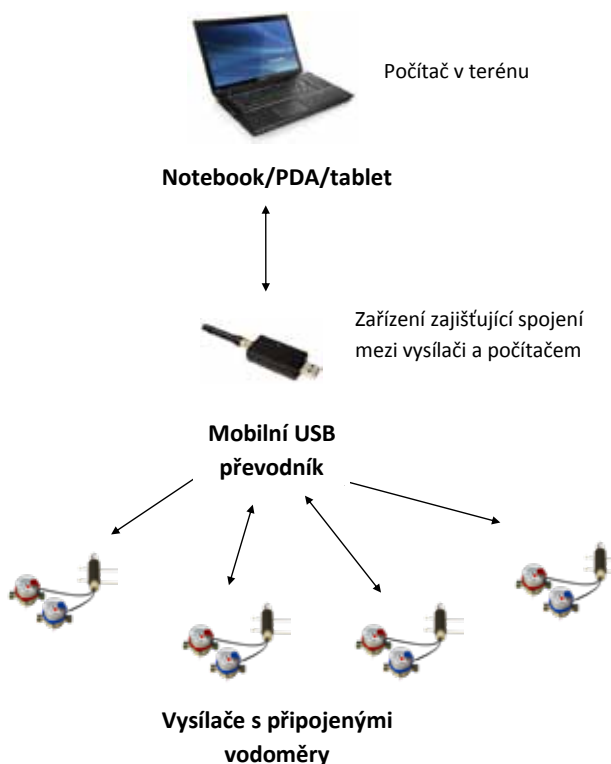 Počítač v terénu
Notebook/PDA/tablet
Zařízení zajišťující spojení
mezi vysílači a počítačem
Mobilní USB
převodník
Vysílače s připojenými
vodoměry